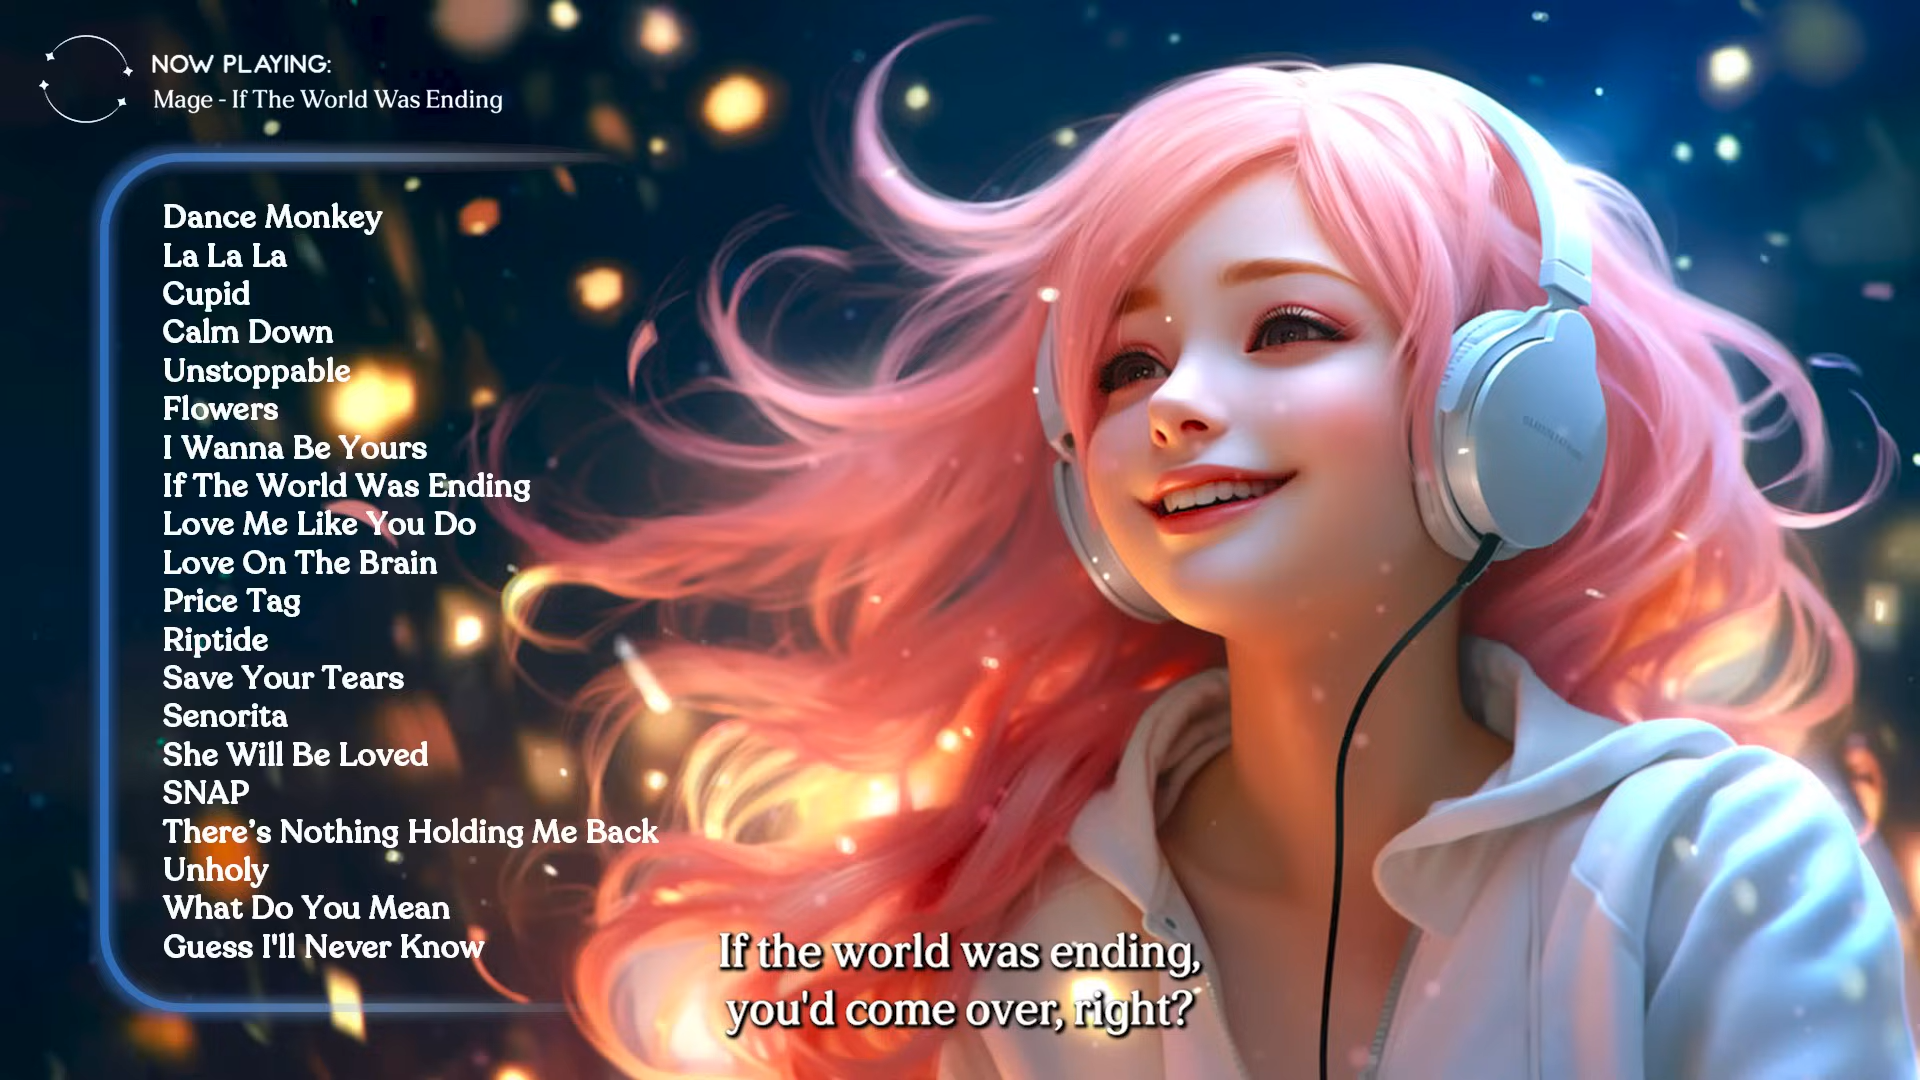 NOW PLAYING:
Mage - If The World Was Ending
Dance Monkey
La La La
Cupid
Calm Down
Unstoppable
Flowers
I Wanna Be Yours
If The World Was Ending
Love Me Like You Do
Love On The Brain
Price Tag
Riptide
Save Your Tears
Senorita
She Will Be Loved
SNAP
There's Nothing Holding Me Back
Unholy
What Do You Mean
Guess I'll Never Know
If the world was ending,
you'd come over, right?